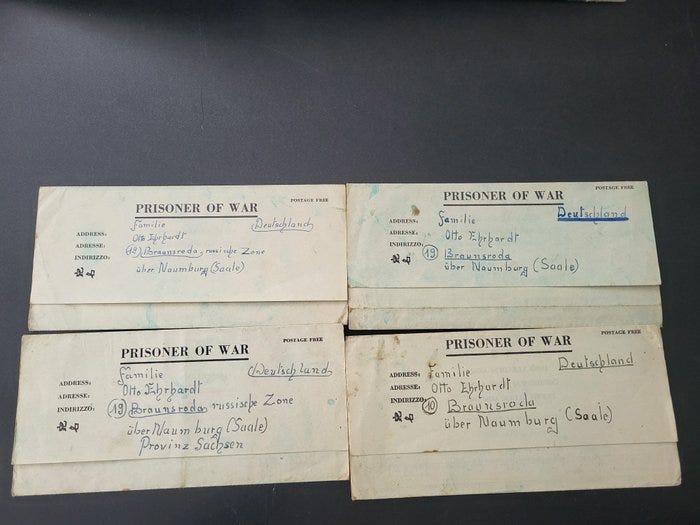 POSTAGE FREE
PRISONER OF WAR
ADDRESS:
ADRESSE:
INDIRIZZO:
Familie Deutschland
Otto Ehrhardt
(19) Braunsroda, russische Zone
über Naumburg (Saale)
POSTAGE FREE
PRISONER OF WAR
ADDRESS:
ADRESSE:
INDIRIZZO:
Familie Deutschland
Otto Ehrhardt
19 Braunsroda
über Naumburg (Saale)
POSTAGE FREE
PRISONER OF WAR
ADDRESS:
ADRESSE:
INDIRIZZO:
Familie Deutschland
Otto Ehrhardt
19 Braunsroda, russische Zone
über Naumburg (Saale)
Provinz Sachsen
POSTAGE FREE
PRISONER OF WAR
ADDRESS:
ADRESSE:
INDIRIZZO:
Familie Deutschland
Otto Ehrhardt
10 Braunsroda
über Naumburg (Saale)